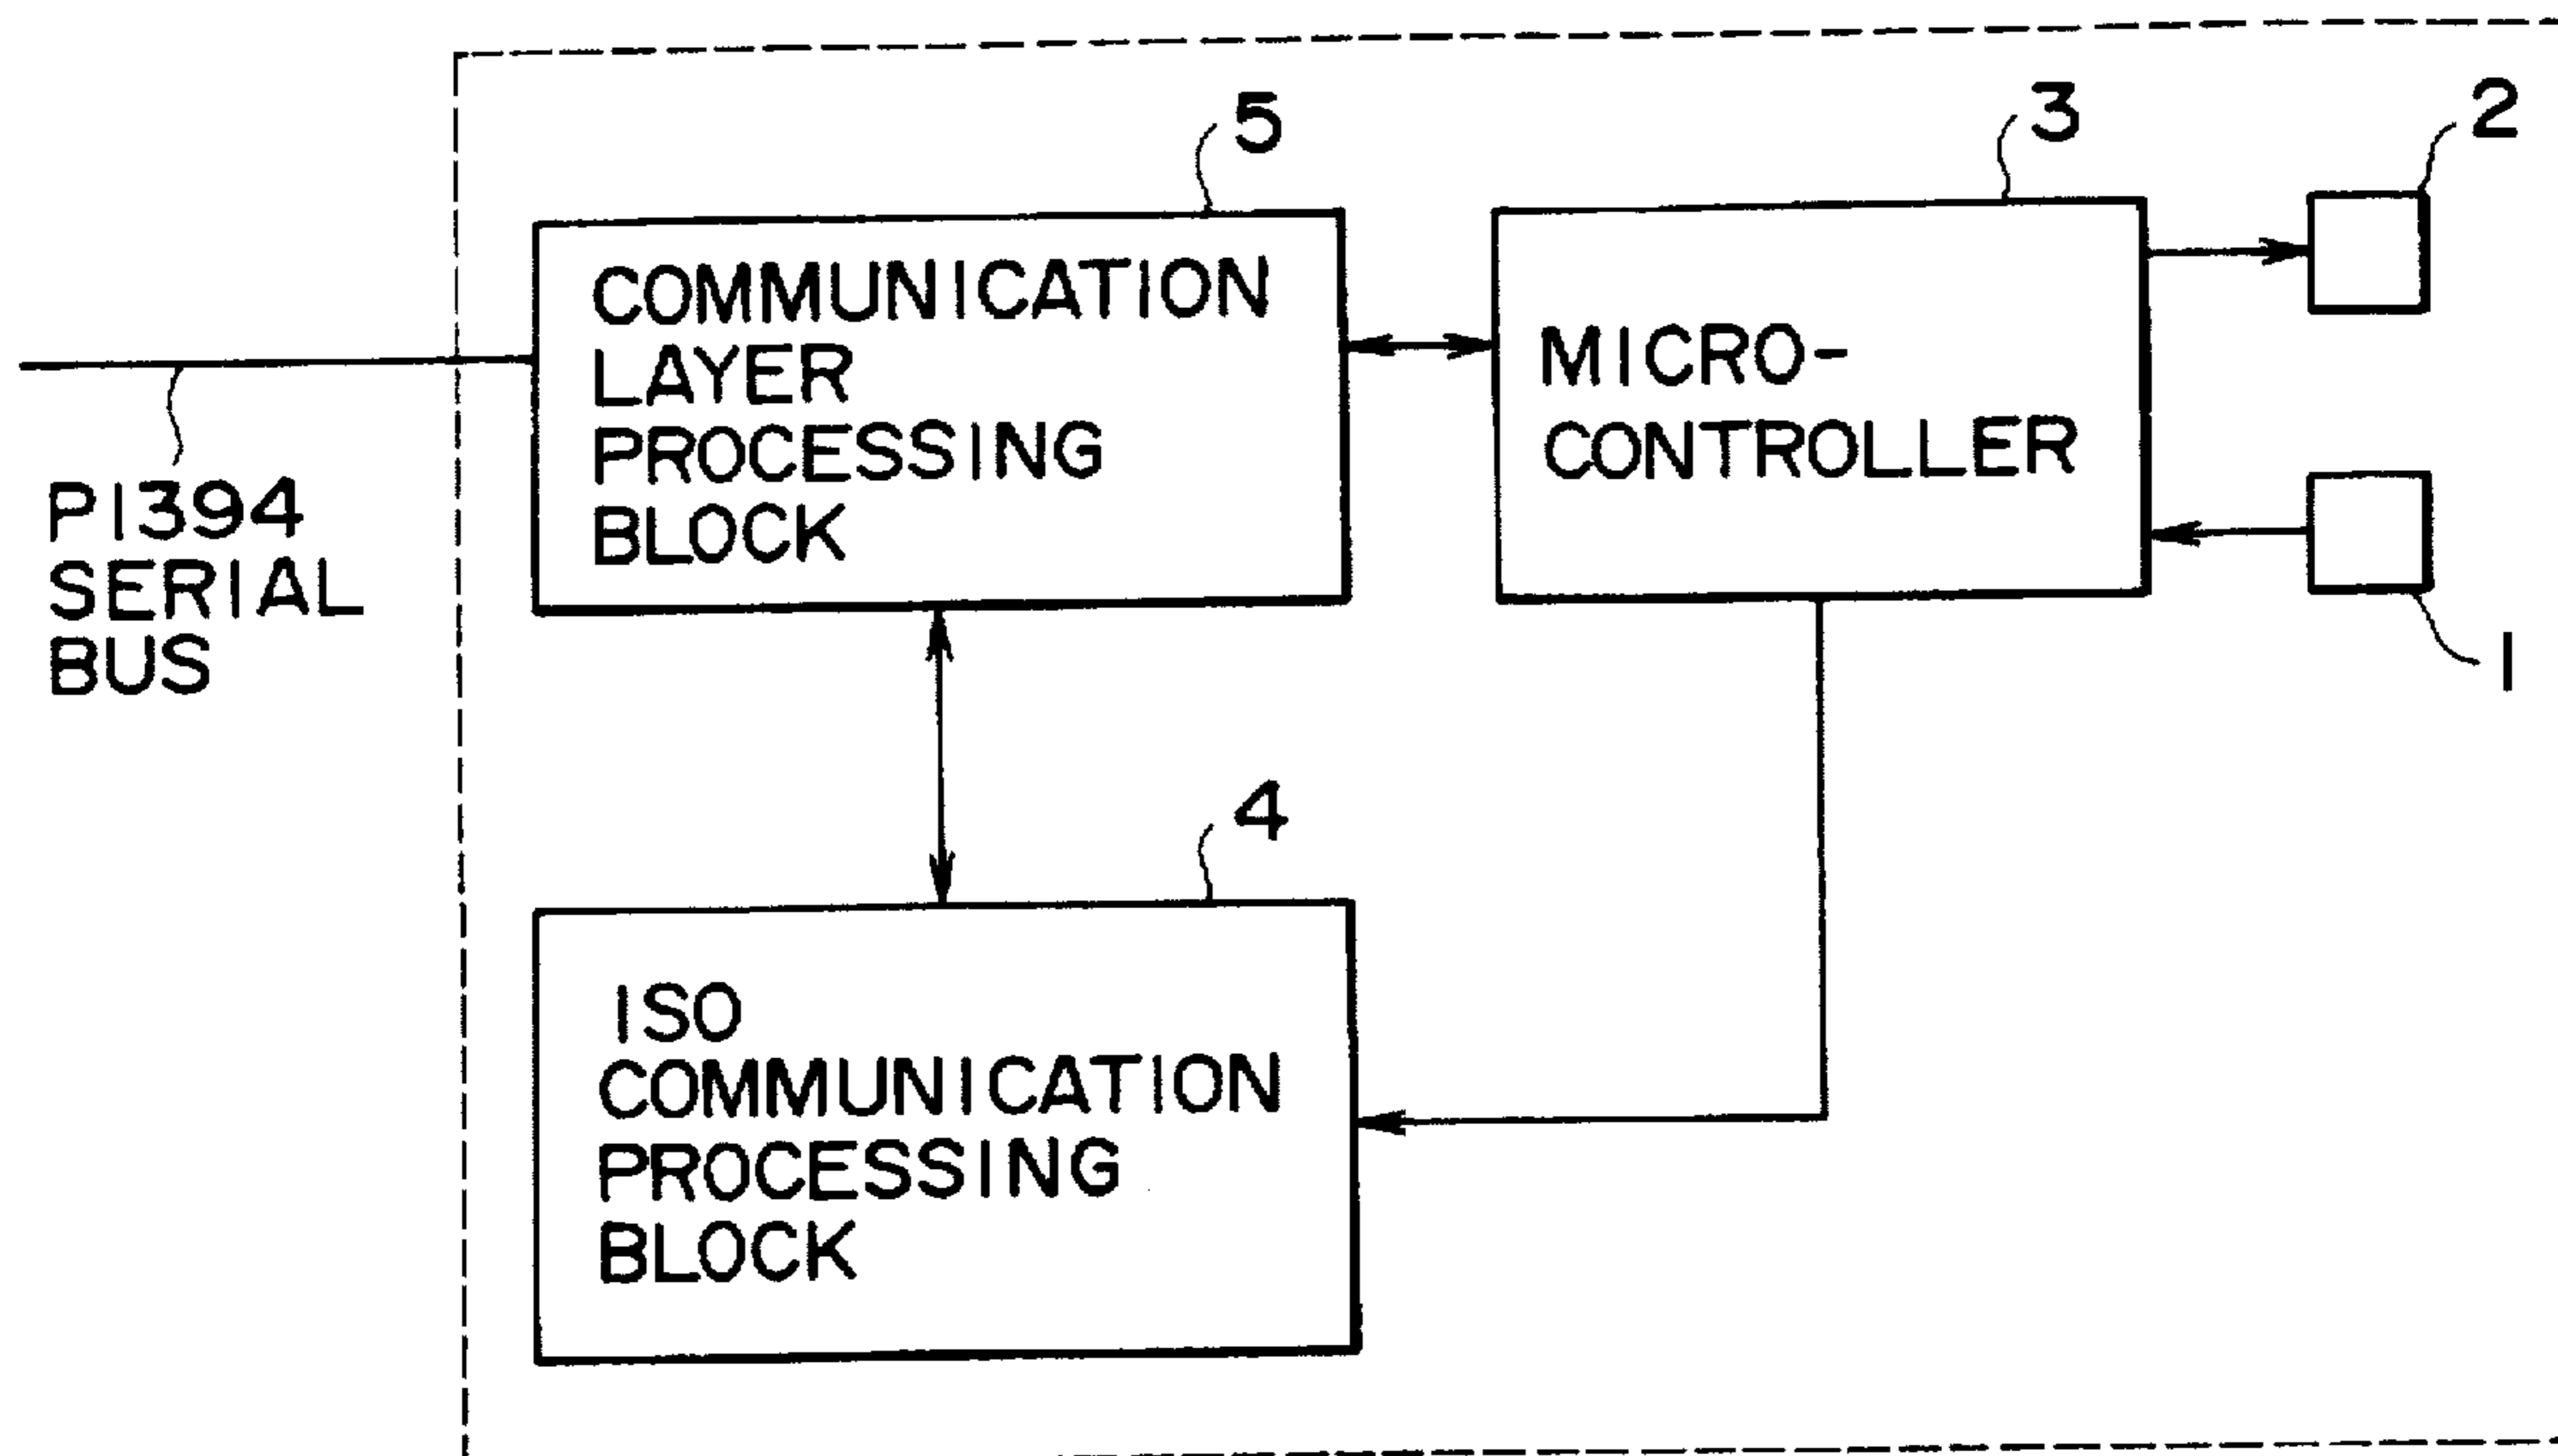 5
3
2
COMMUNICATION
LAYER
PROCESSING
BLOCK
MICRO-
CONTROLLER
P1394
SERIAL
BUS
1
4
ISO
COMMUNICATION
PROCESSING
BLOCK